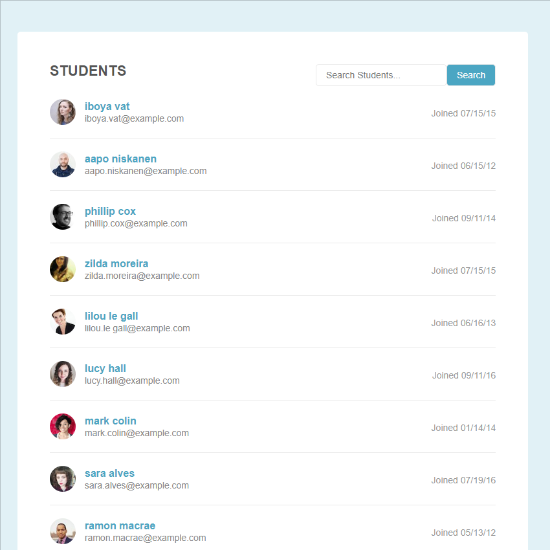 STUDENTS
Search Students... Search
iboya vat
iboya.vat@example.com
Joined 07/15/15
aapo niskanen
aapo.niskanen@example.com
Joined 06/15/12
phillip cox
phillip.cox@example.com
Joined 09/11/14
zilda moreira
zilda.moreira@example.com
Joined 07/15/15
lilou le gall
lilou.le gall@example.com
Joined 06/16/13
lucy hall
lucy.hall@example.com
Joined 09/11/16
mark colin
mark.colin@example.com
Joined 01/14/14
sara alves
sara.alves@example.com
Joined 07/19/16
ramon macrae
ramon.macrae@example.com
Joined 05/13/12